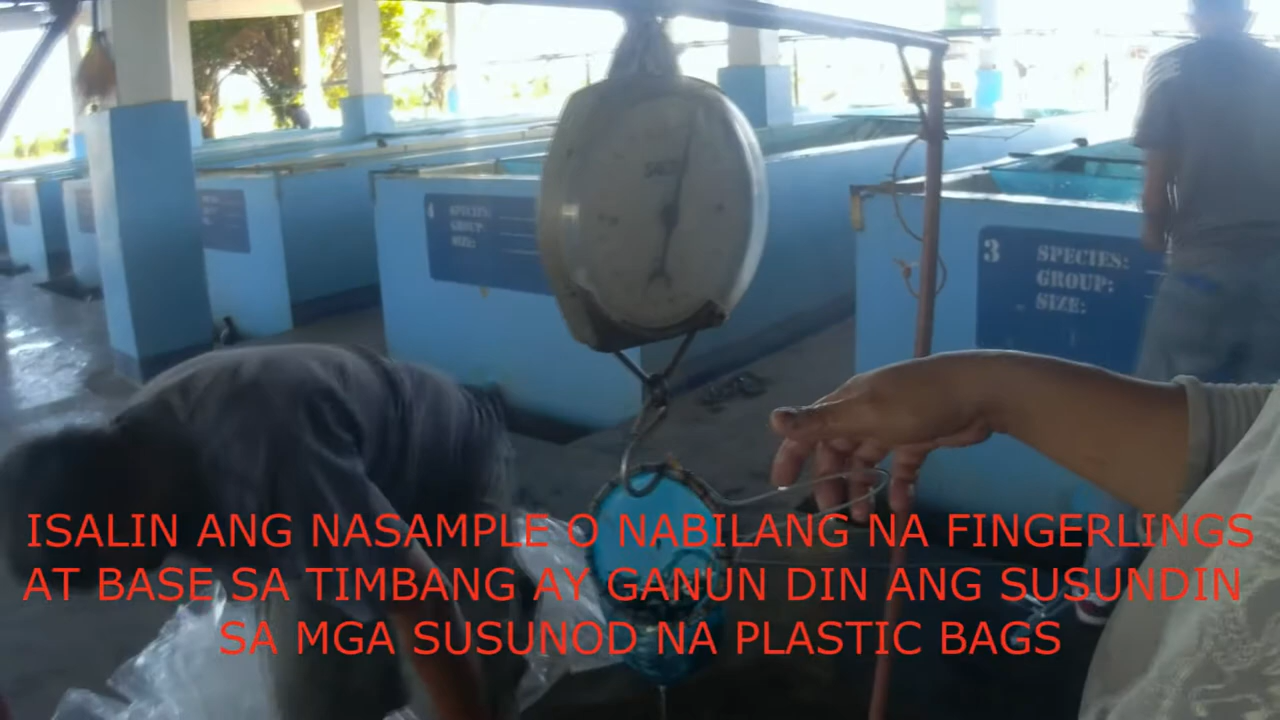 4 SPECIES:
GROUP:
SIZE:
3 SPECIES:
GROUP:
SIZE:
ISALIN ANG NASAMPLE O NABILANG NA FINGERLINGS
AT BASE SA TIMBANG AY GANUN DIN ANG SUSUNDIN
SA MGA SUSUNOD NA PLASTIC BAGS